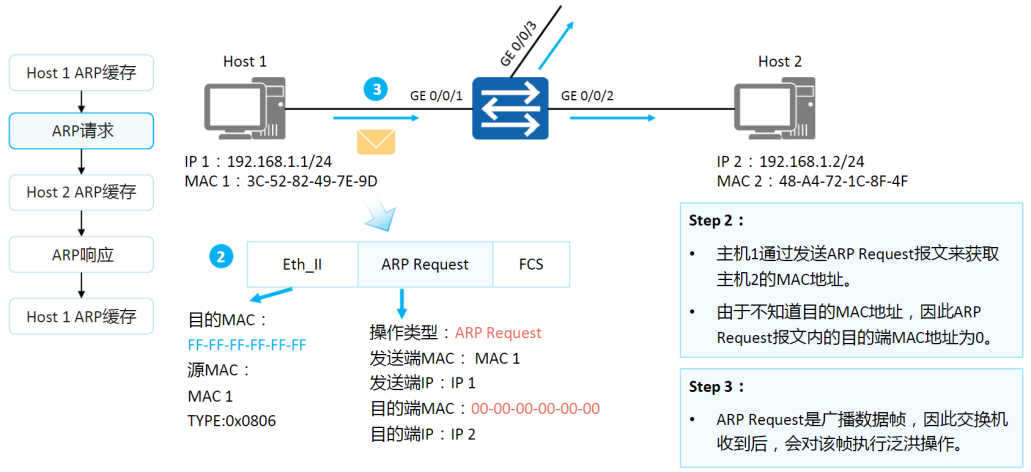 Host 1 ARP缓存
ARP请求
Host 2 ARP缓存
ARP响应
Host 1 ARP缓存
GE 0/0/3
Host 1
Host 2
3
GE 0/0/1
GE 0/0/2
IP 1：192.168.1.1/24
MAC 1：3C-52-82-49-7E-9D
IP 2：192.168.1.2/24
MAC 2：48-A4-72-1C-8F-4F
2
Eth_II
ARP Request
FCS
目的MAC：
FF-FF-FF-FF-FF-FF
源MAC：
MAC 1
TYPE:0x0806
操作类型：ARP Request
发送端MAC： MAC 1
发送端IP：IP 1
目的端MAC：00-00-00-00-00-00
目的端IP：IP 2
Step 2：
• 主机1通过发送ARP Request报文来获取
主机2的MAC地址。
• 由于不知道目的MAC地址，因此ARP
Request报文内的目的端MAC地址为0。
Step 3：
• ARP Request是广播数据帧，因此交换机
收到后，会对该帧执行泛洪操作。